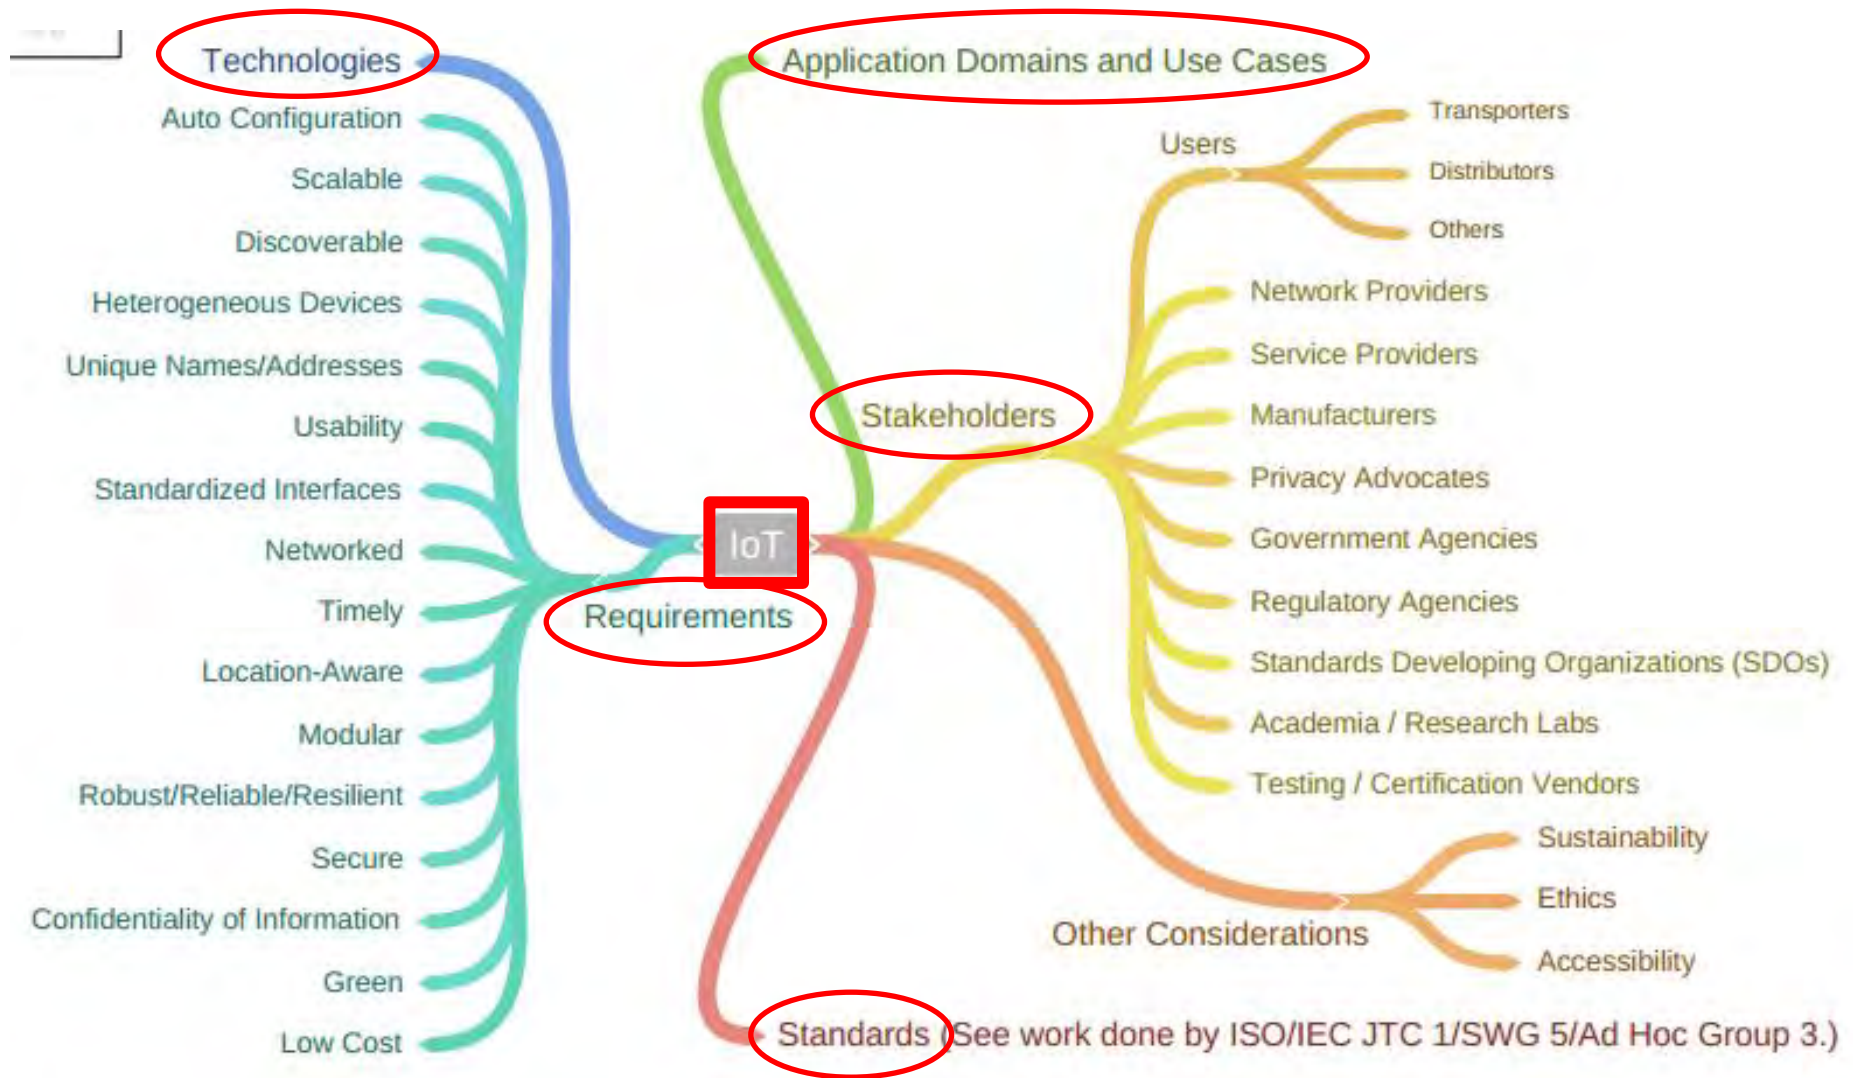 Technologies
Auto Configuration
Scalable
Discoverable
Heterogeneous Devices
Unique Names/Addresses
Usability
Standardized Interfaces
Networked
Timely
Location-Aware
Modular
Robust/Reliable/Resilient
Secure
Confidentiality of Information
Green
Low Cost
Requirements
IoT
Application Domains and Use Cases
Stakeholders
Users
Transporters
Distributors
Others
Network Providers
Service Providers
Manufacturers
Privacy Advocates
Government Agencies
Regulatory Agencies
Standards Developing Organizations (SDOs)
Academia / Research Labs
Testing / Certification Vendors
Other Considerations
Sustainability
Ethics
Accessibility
Standards (See work done by ISO/IEC JTC 1/SWG 5/Ad Hoc Group 3.)